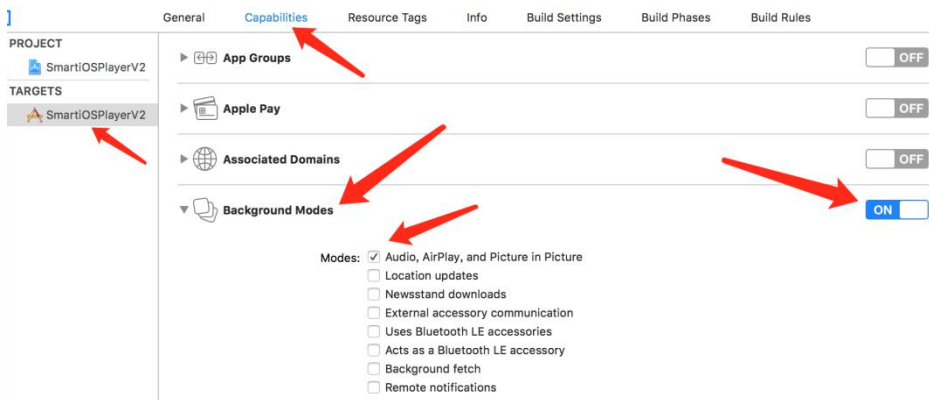 General Capabilities Resource Tags Info Build Settings Build Phases Build Rules
PROJECT
SmartiOSPlayerV2
TARGETS
SmartiOSPlayerV2
App Groups OFF
Apple Pay OFF
Associated Domains OFF
Background Modes ON
Modes: Audio, AirPlay, and Picture in Picture
Location updates
Newsstand downloads
External accessory communication
Uses Bluetooth LE accessories
Acts as a Bluetooth LE accessory
Background fetch
Remote notifications